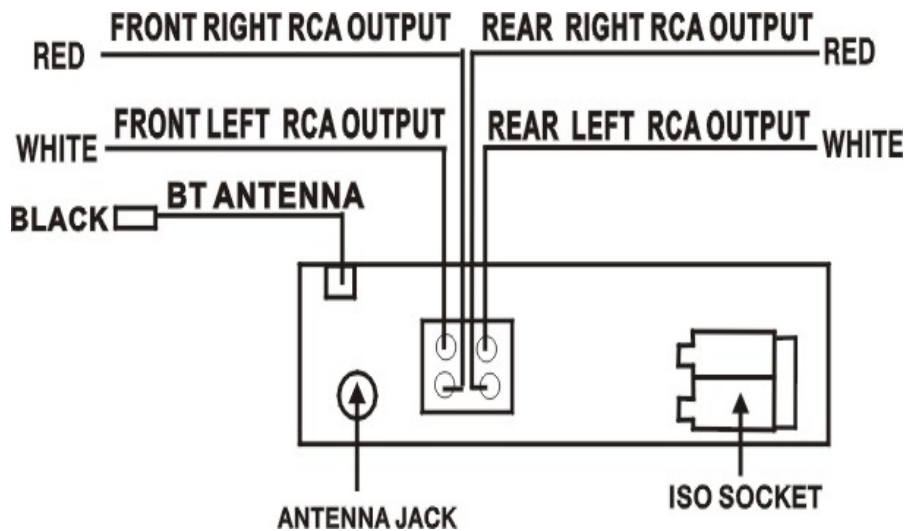 FRONT RIGHT RCA OUTPUT
REAR RIGHT RCA OUTPUT
RED
RED
FRONT LEFT RCA OUTPUT
REAR LEFT RCA OUTPUT
WHITE
WHITE
BT ANTENNA
BLACK
ANTENNA JACK
ISO SOCKET